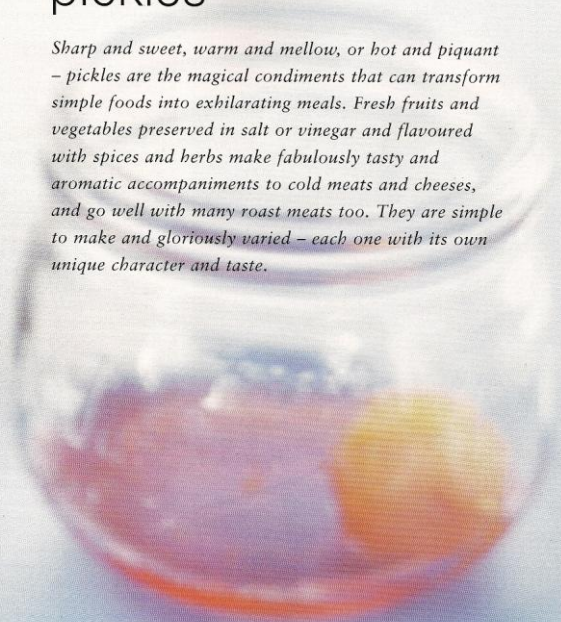 pickles
Sharp and sweet, warm and mellow, or hot and piquant
– pickles are the magical condiments that can transform
simple foods into exhilarating meals. Fresh fruits and
vegetables preserved in salt or vinegar and flavoured
with spices and herbs make fabulously tasty and
aromatic accompaniments to cold meats and cheeses,
and go well with many roast meats too. They are simple
to make and gloriously varied – each one with its own
unique character and taste.